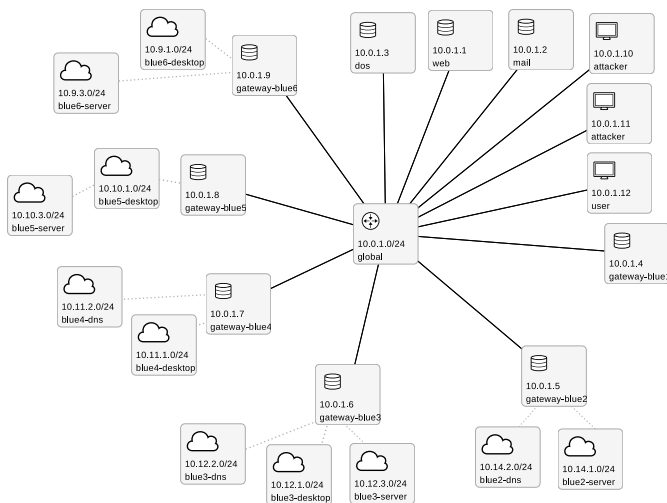 10.9.1.0/24
blue6-desktop
10.9.3.0/24
blue6-server
10.0.1.9
gateway-blue6
10.0.1.3
dos
10.0.1.1
web
10.0.1.2
mail
10.0.1.10
attacker
10.0.1.11
attacker
10.0.1.12
user
10.10.1.0/24
blue5-desktop
10.10.3.0/24
blue5-server
10.0.1.8
gateway-blue5
10.0.1.0/24
global
10.0.1.4
gateway-blue1
10.11.2.0/24
blue4-dns
10.0.1.7
gateway-blue4
10.11.1.0/24
blue4-desktop
10.0.1.6
gateway-blue3
10.0.1.5
gateway-blue2
10.12.2.0/24
blue3-dns
10.12.1.0/24
blue3-desktop
10.12.3.0/24
blue3-server
10.14.2.0/24
blue2-dns
10.14.1.0/24
blue2-server